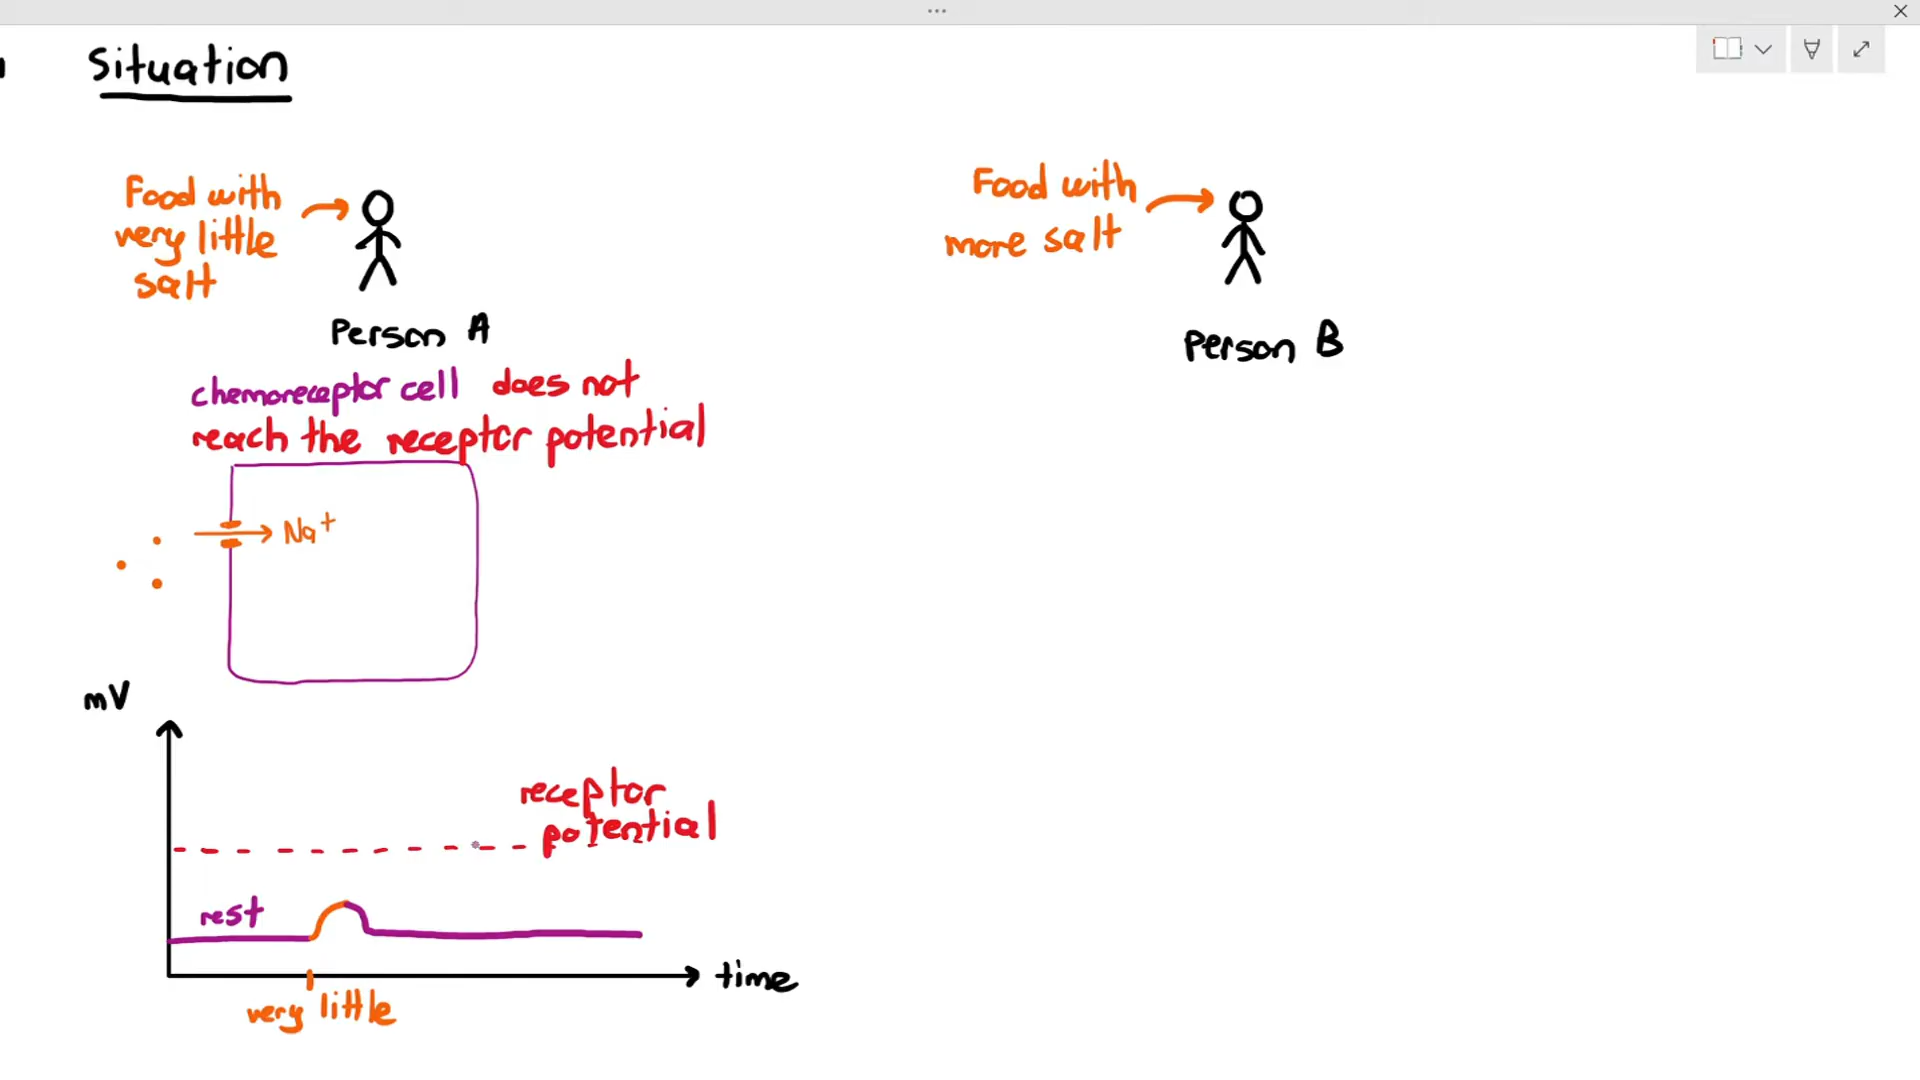 Situation
Food with
very little
salt
Person A
Food with
more salt
Person B
chemoreceptor cell does not
reach the receptor potential
Na+
mV
receptor
potential
rest
time
very little